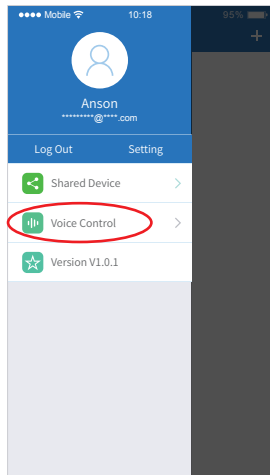 Mobile 10:18 95%
Anson
*********@****.com
Log Out Setting
Shared Device
Voice Control
Version V1.0.1